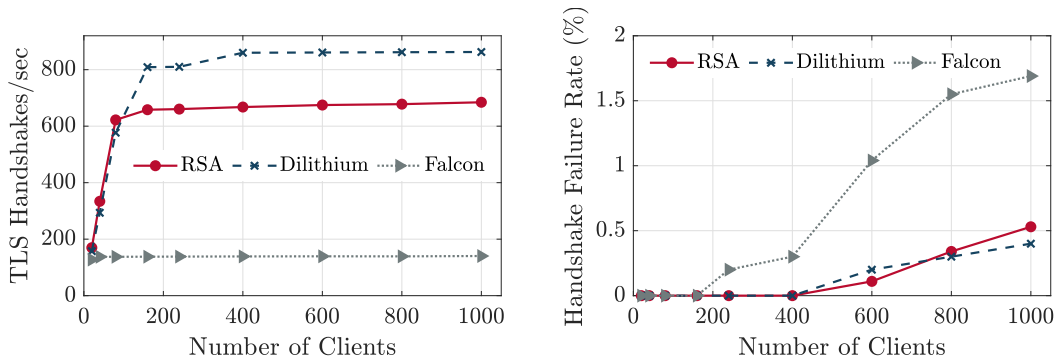 TLS Handshakes/sec
800
600
400
200
0
RSA Dilithium Falcon
0 200 400 600 800 1000
Number of Clients
Handshake Failure Rate (%)
2
1.5
1
0.5
0
RSA Dilithium Falcon
0 200 400 600 800 1000
Number of Clients